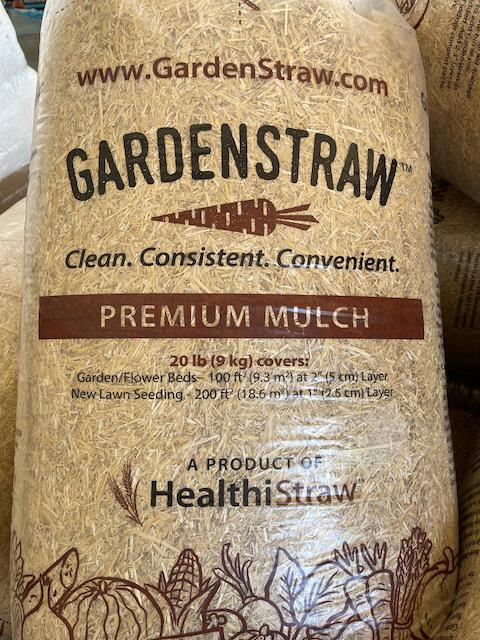 www.GardenStraw.com
GARDENSTRAW™
Clean. Consistent. Convenient.
PREMIUM MULCH
20 lb (9 kg) covers:
Garden/Flower Beds– 100 ft² (9.3 m²) at 2" (5 cm) Layer
New Lawn Seeding - 200 ft² (18.6 m²) at 1" (2.5 cm) Layer
A PRODUCT OF
HealthiStraw